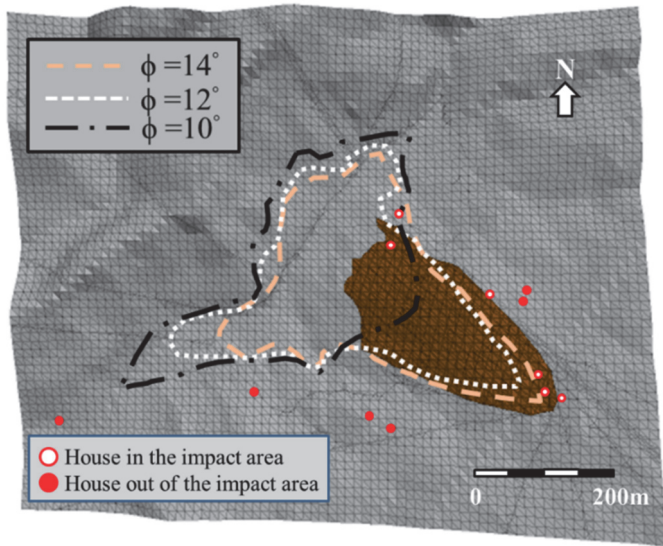 ϕ =14°
ϕ =12°
ϕ =10°
N
House in the impact area
House out of the impact area
0 200m